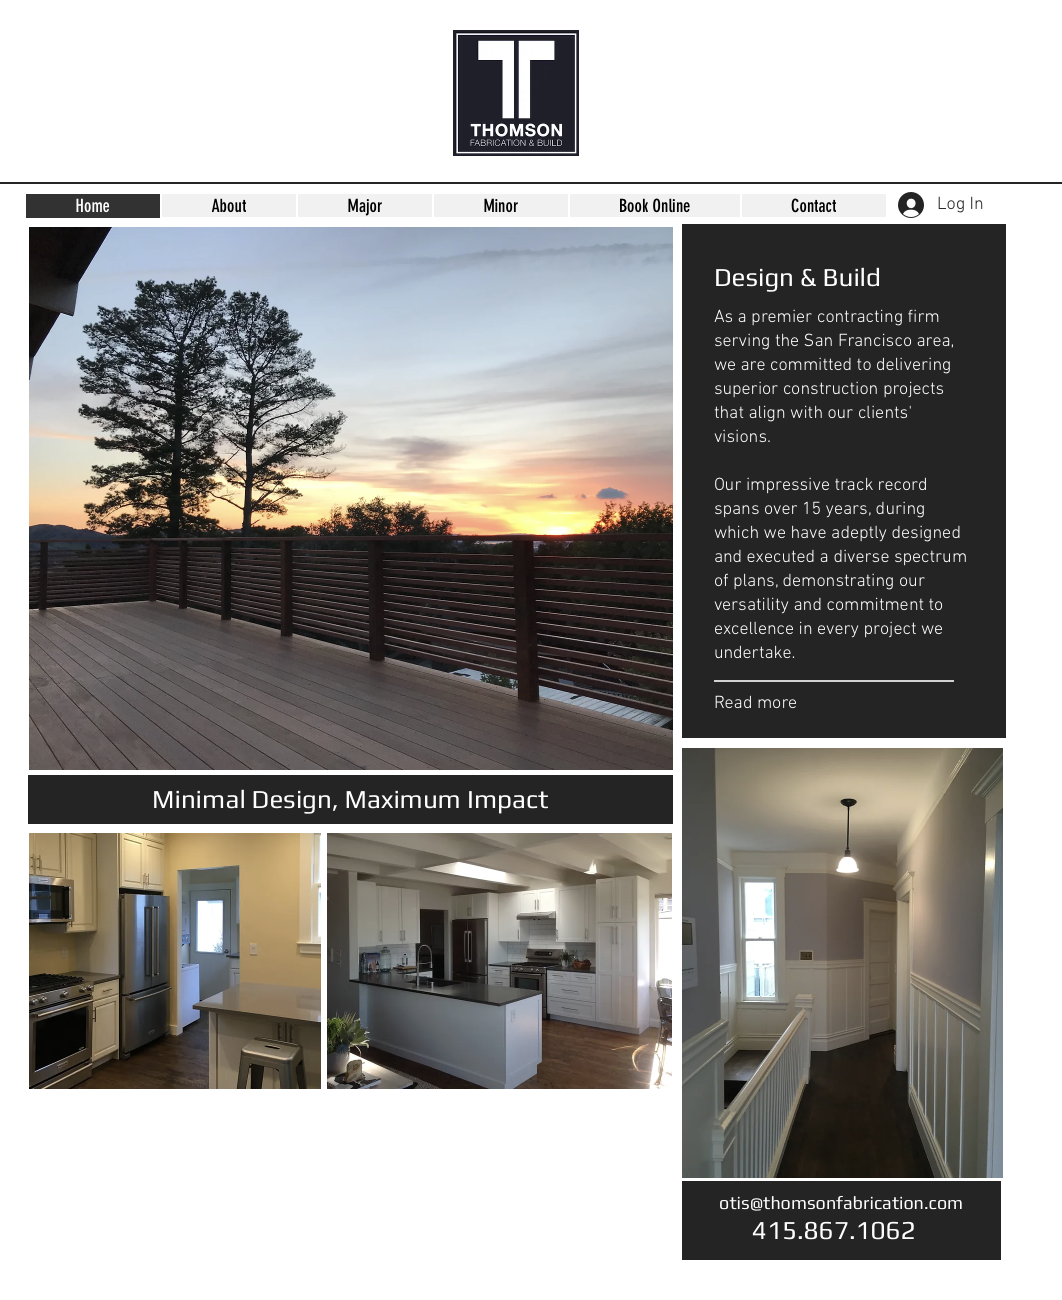 THOMSON
FABRICATION & BUILD
Home
About
Major
Minor
Book Online
Contact
Log In
Design & Build
As a premier contracting firm
serving the San Francisco area,
we are committed to delivering
superior construction projects
that align with our clients'
visions.
Our impressive track record
spans over 15 years, during
which we have adeptly designed
and executed a diverse spectrum
of plans, demonstrating our
versatility and commitment to
excellence in every project we
undertake.
Read more
Minimal Design, Maximum Impact
otis@thomsonfabrication.com
415.867.1062